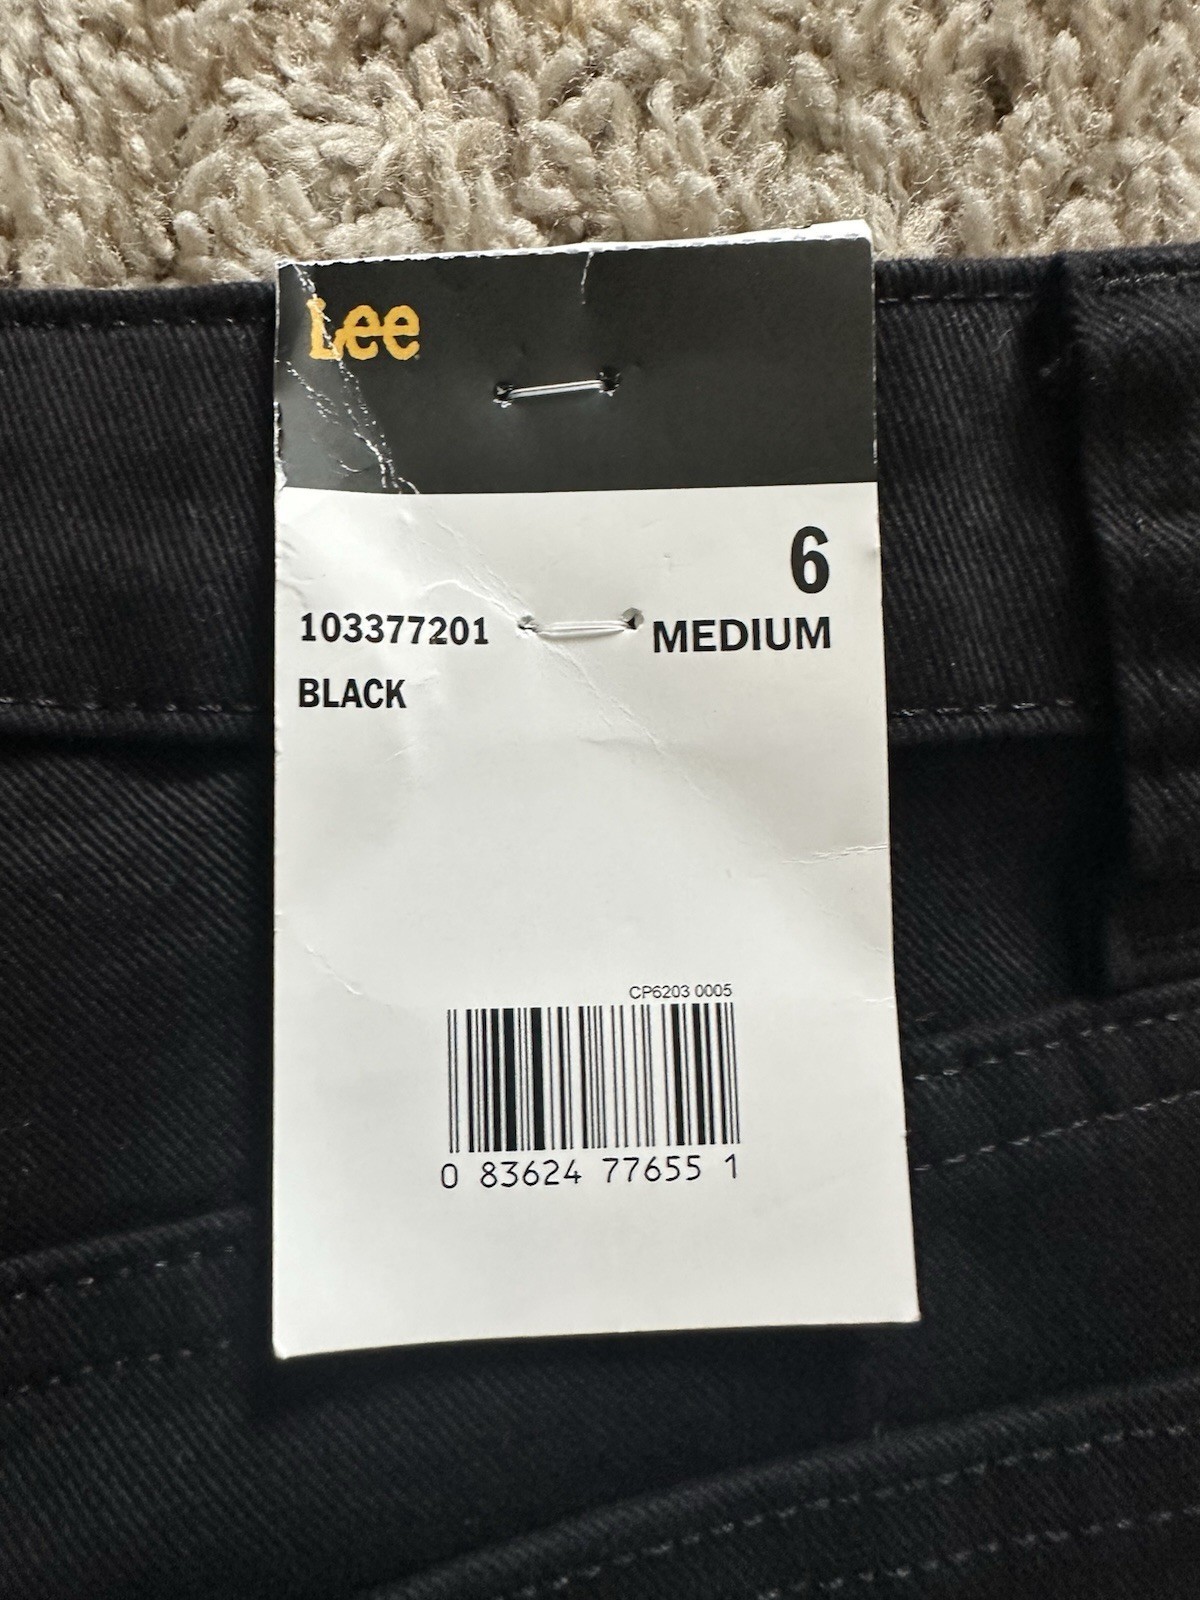 Lee
6
103377201 MEDIUM
BLACK
CP6203 0005
0 83624 77655 1